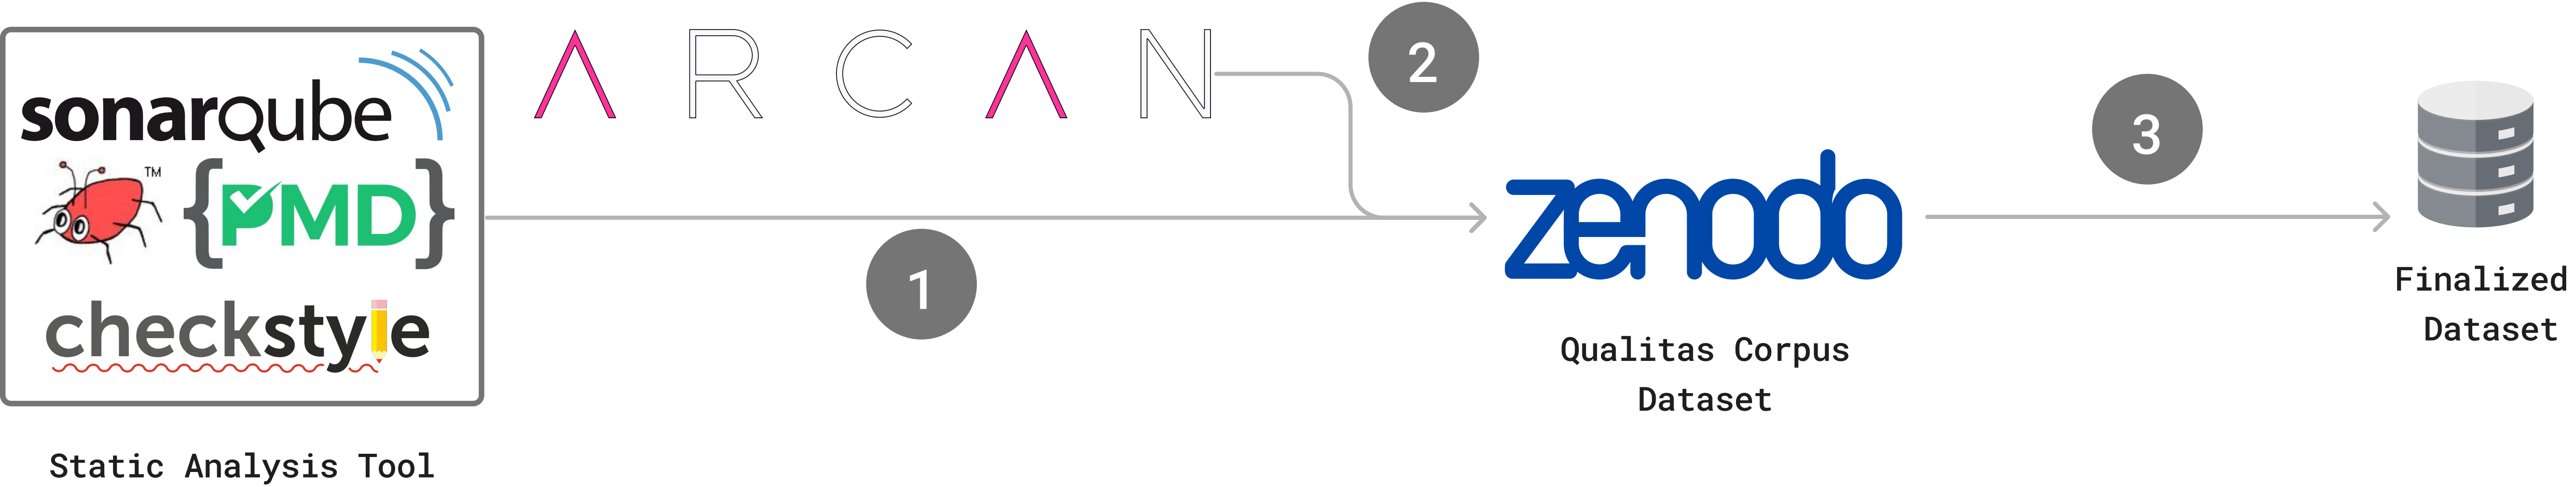 sonarqube
TM
{PMD}
checkstyle
Static Analysis Tool
ARCAN
1
2
zenodo
Qualitas Corpus
Dataset
3
Finalized
Dataset